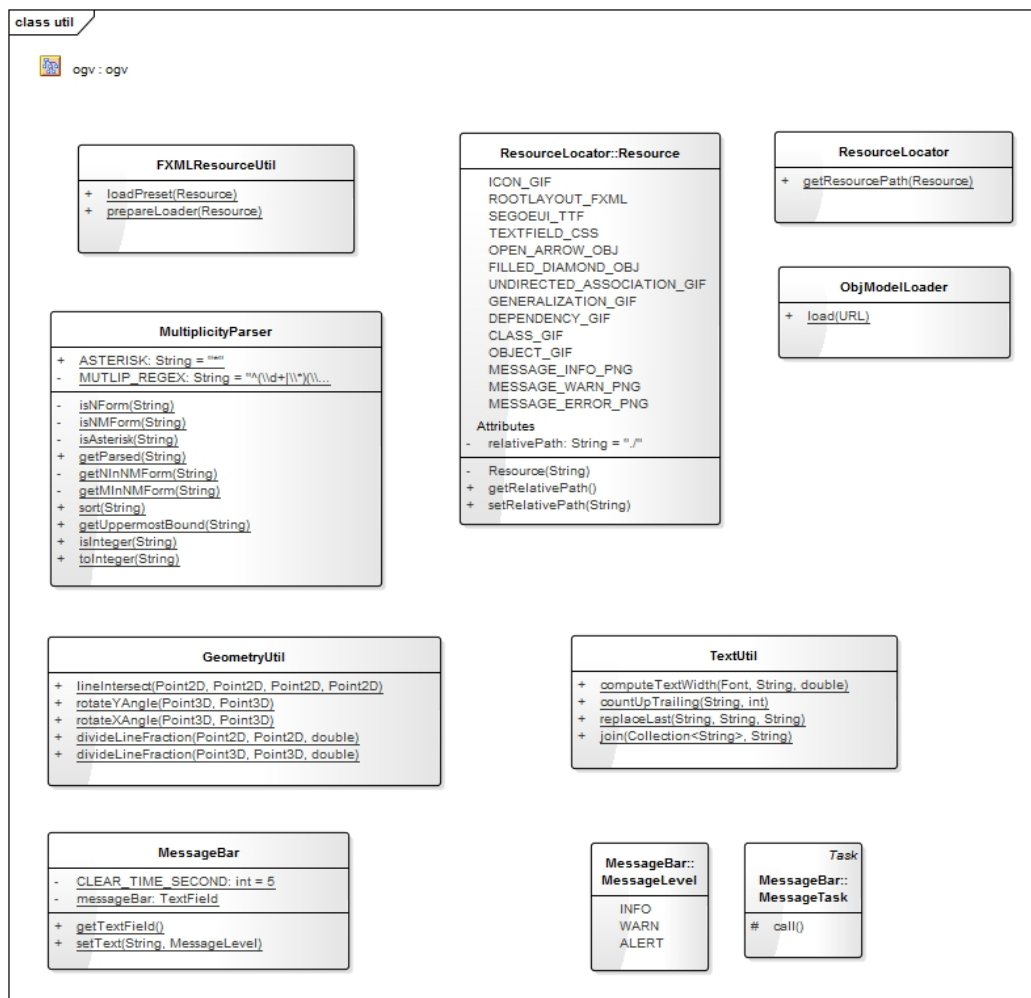 class util
ogv : ogv
FXMLResourceUtil
+ loadPreset(Resource)
+ prepareLoader(Resource)
ResourceLocator::Resource
ICON_GIF
ROOTLAYOUT_FXML
SEGOEUI_TTF
TEXTFIELD_CSS
OPEN_ARROW_OBJ
FILLED_DIAMOND_OBJ
UNDIRECTED_ASSOCIATION_GIF
GENERALIZATION_GIF
DEPENDENCY_GIF
CLASS_GIF
OBJECT_GIF
MESSAGE_INFO_PNG
MESSAGE_WARN_PNG
MESSAGE_ERROR_PNG
Attributes
- relativePath: String = "./"
- Resource(String)
+ getRelativePath()
+ setRelativePath(String)
ResourceLocator
+ getResourcePath(Resource)
ObjModelLoader
+ load(URL)
MultiplicityParser
+ ASTERISK: String = "*"
- MUTLIP_REGEX: String = "^(\\d+|\\*)(\\...
- isNForm(String)
- isNMForm(String)
- isAsterisk(String)
+ getParsed(String)
- getNInNMForm(String)
- getMInNMForm(String)
+ sort(String)
+ getUppermostBound(String)
+ isInteger(String)
+ toInteger(String)
GeometryUtil
+ lineIntersect(Point2D, Point2D, Point2D, Point2D)
+ rotateYAngle(Point3D, Point3D)
+ rotateXAngle(Point3D, Point3D)
+ divideLineFraction(Point2D, Point2D, double)
+ divideLineFraction(Point3D, Point3D, double)
TextUtil
+ computeTextWidth(Font, String, double)
+ countUpTrailing(String, int)
+ replaceLast(String, String, String)
+ join(Collection<String>, String)
MessageBar
- CLEAR_TIME_SECOND: int = 5
- messageBar: TextField
+ getTextField()
+ setText(String, MessageLevel)
MessageBar::
MessageLevel
INFO
WARN
ALERT
Task
MessageBar::
MessageTask
# call()